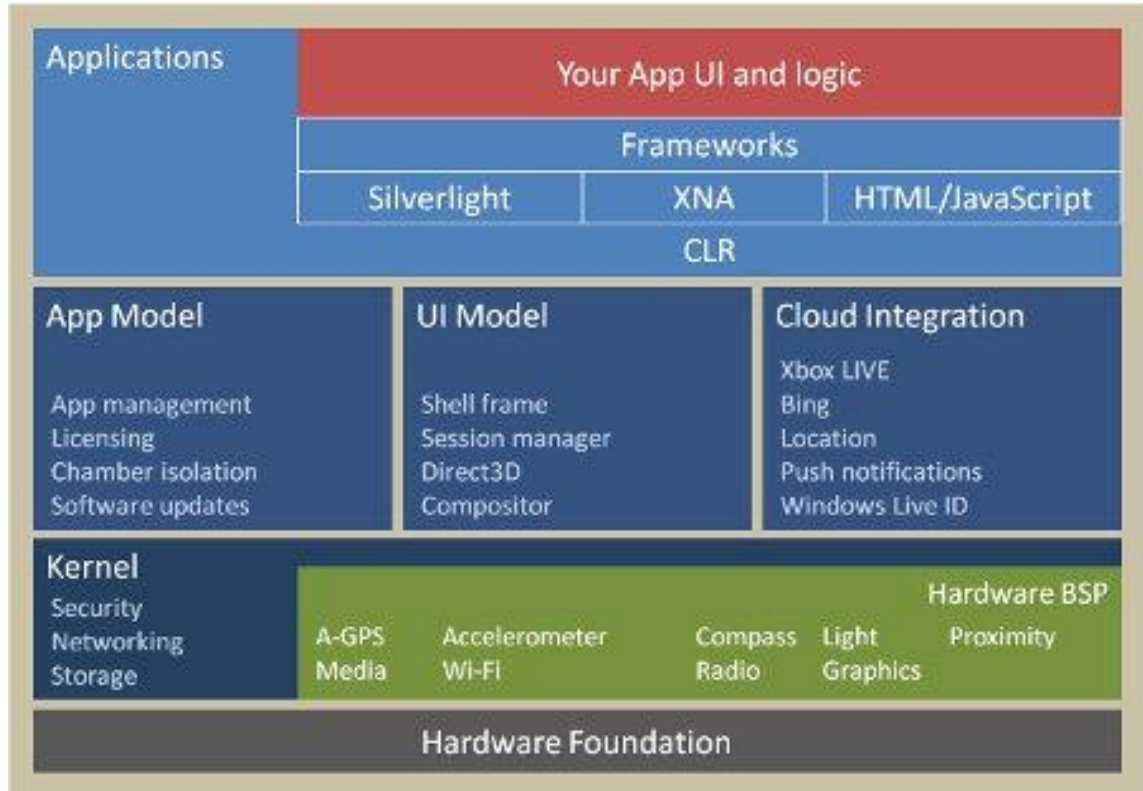 Applications
Your App UI and logic
Frameworks
Silverlight XNA HTML/JavaScript
CLR
App Model
App management
Licensing
Chamber isolation
Software updates
UI Model
Shell frame
Session manager
Direct3D
Compositor
Cloud Integration
Xbox LIVE
Bing
Location
Push notifications
Windows Live ID
Kernel
Security
Networking
Storage
Hardware BSP
A-GPS Accelerometer Compass Light Proximity
Media Wi-Fi Radio Graphics
Hardware Foundation